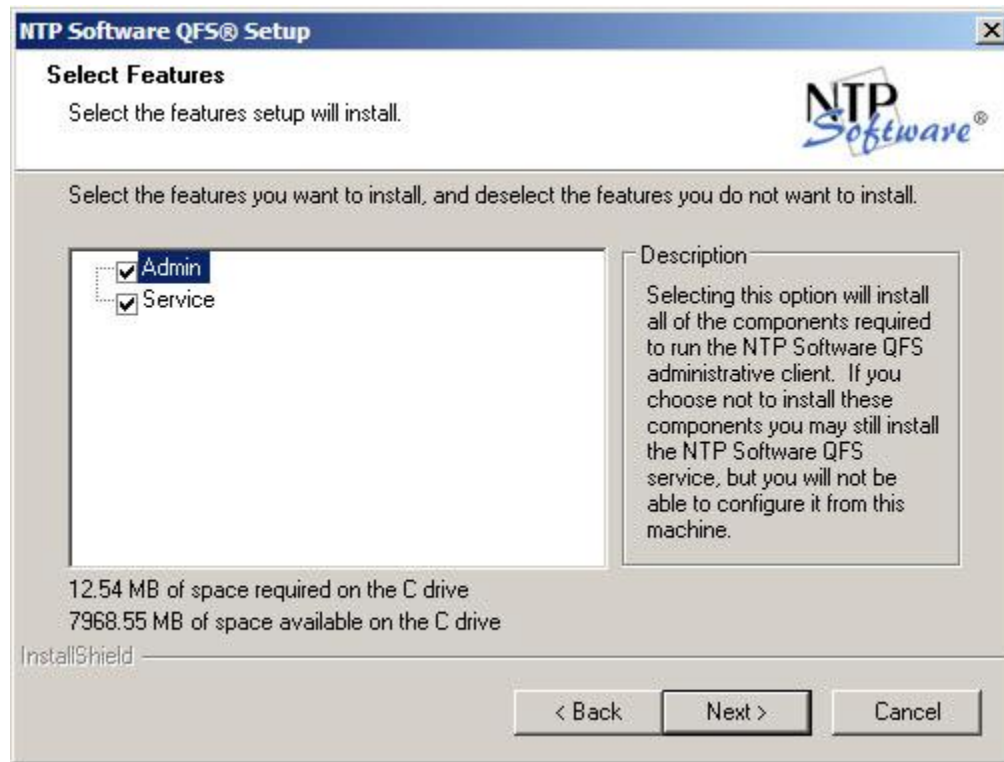 NTP Software QFS® Setup
Select Features
Select the features setup will install.
NTP
Software®
Select the features you want to install, and deselect the features you do not want to install.
Admin
Service
Description
Selecting this option will install
all of the components required
to run the NTP Software QFS
administrative client. If you
choose not to install these
components you may still install
the NTP Software QFS
service, but you will not be
able to configure it from this
machine.
12.54 MB of space required on the C drive
7968.55 MB of space available on the C drive
InstallShield
< Back
Next >
Cancel